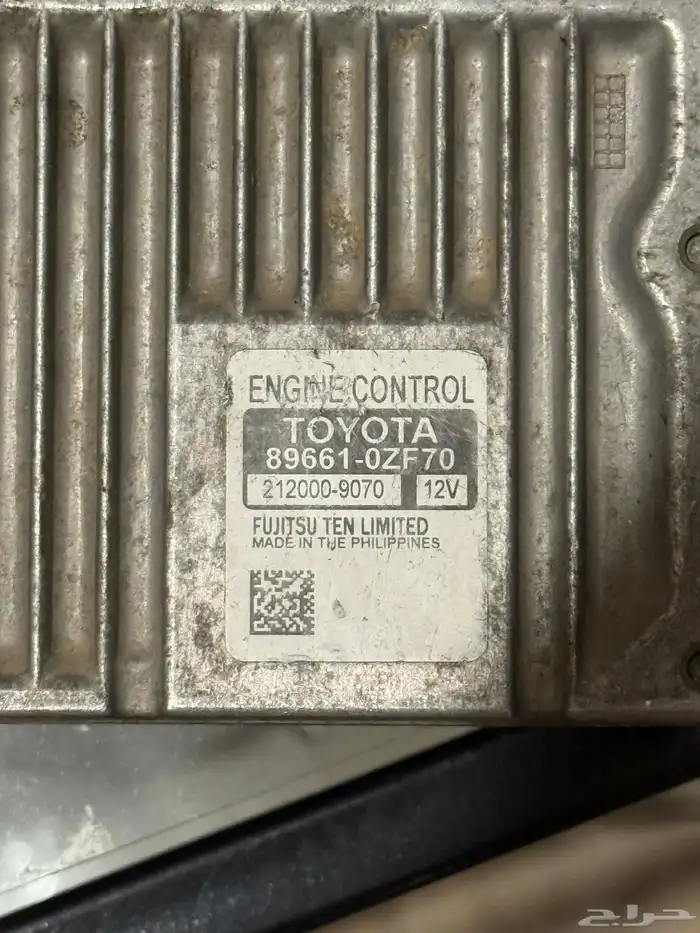 ENGINE CONTROL
TOYOTA
89661-0ZF70
212000-9070 12V
FUJITSU TEN LIMITED
MADE IN THE PHILIPPINES
حراج